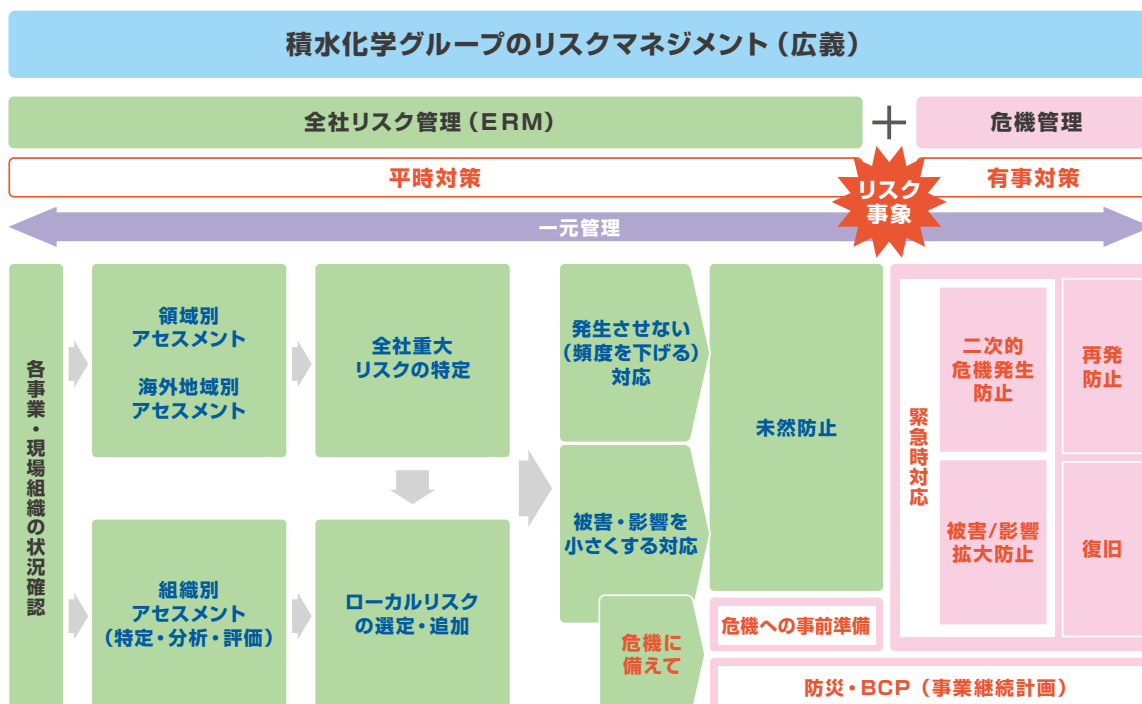 積水化学グループのリスクマネジメント（広義）
全社リスク管理（ERM）
＋
危機管理
平時対策
リスク
事象
有事対策
一元管理
各事業・現場組織の状況確認
領域別
アセスメント
海外地域別
アセスメント
全社重大
リスクの特定
組織別
アセスメント
（特定・分析・評価）
ローカルリスク
の選定・追加
発生させない
（頻度を下げる）
対応
被害・影響を
小さくする対応
危機に
備えて
未然防止
危機への事前準備
防災・BCP（事業継続計画）
緊急時対応
二次的
危機発生
防止
被害/影響
拡大防止
再発
防止
復旧